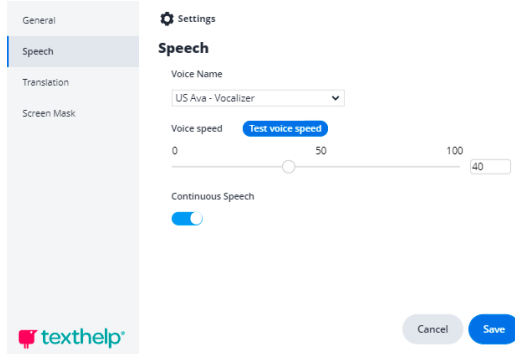 General
Speech
Translation
Screen Mask
texthelp
Settings
Speech
Voice Name
US Ava - Vocalizer
Voice speed Test voice speed
0 50 100
40
Continuous Speech
Cancel Save